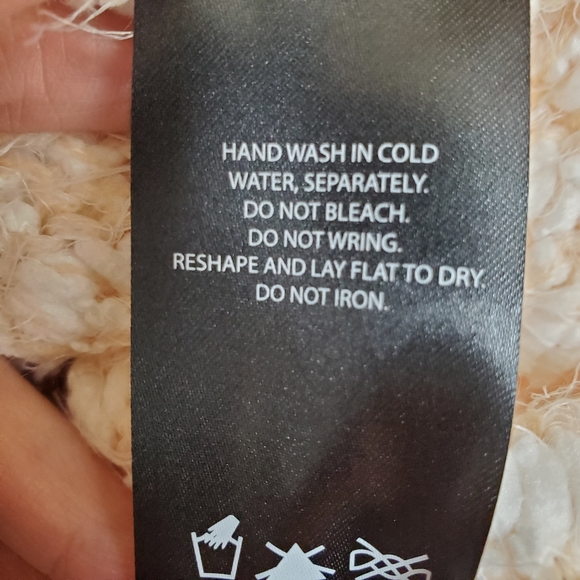 HAND WASH IN COLD
WATER, SEPARATELY.
DO NOT BLEACH.
DO NOT WRING.
RESHAPE AND LAY FLAT TO DRY.
DO NOT IRON.